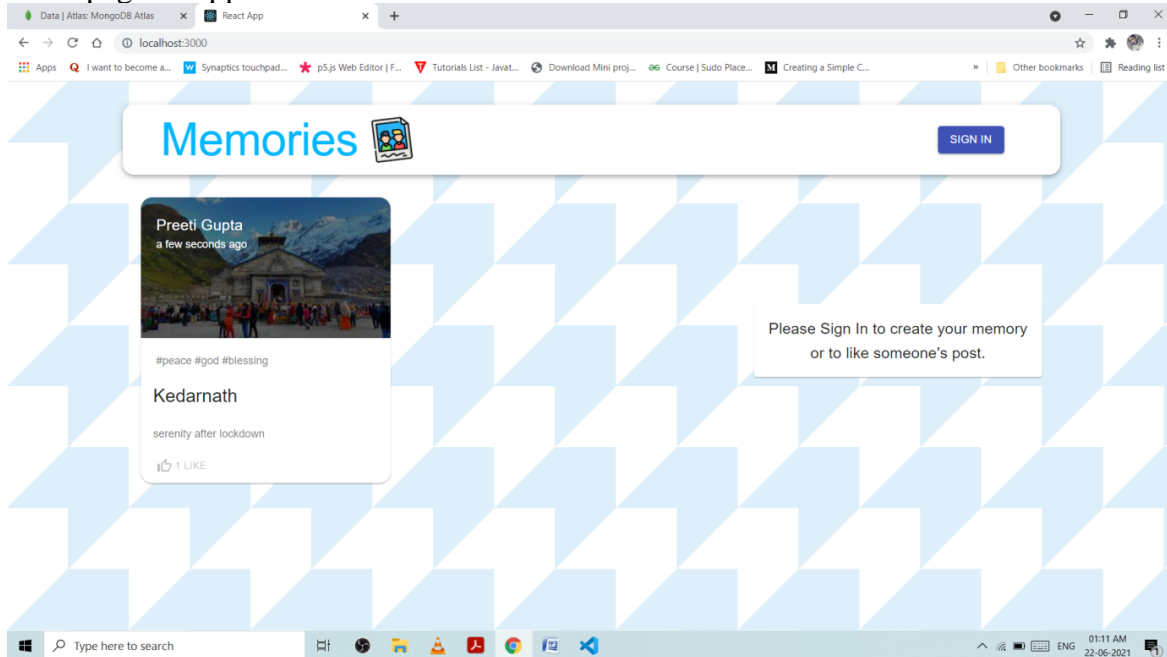 Data | Atlas: MongoDB Atlas
React App
localhost:3000
Apps
I want to become a...
Synaptics touchpad...
p5.js Web Editor | F...
Tutorials List - Javat...
Download Mini proj...
Course | Sudo Place...
Creating a Simple C...
»
Other bookmarks
Reading list
Memories
SIGN IN
Preeti Gupta
a few seconds ago
#peace #god #blessing
Kedarnath
serenity after lockdown
1 LIKE
Please Sign In to create your memory
or to like someone's post.
Type here to search
ENG
01:11 AM
22-06-2021